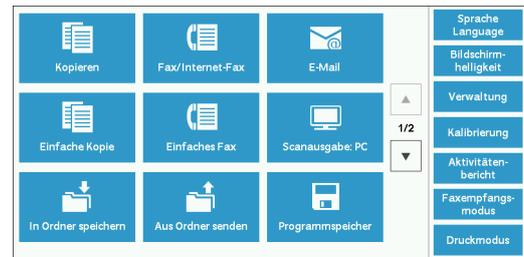 Kopieren
Fax/Internet-Fax
E-Mail
Einfache Kopie
Einfaches Fax
Scanausgabe: PC
In Ordner speichern
Aus Ordner senden
Programmspeicher
1/2
Sprache
Language
Bildschirm-
helligkeit
Verwaltung
Kalibrierung
Aktivitäten-
bericht
Faxempfangs-
modus
Druckmodus